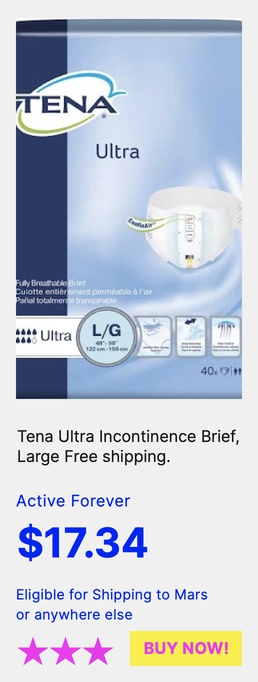 TENA
Ultra
ConfioAir
Fully Breathable Brief
Culotte entièrement perméable à l'air
Pañal totalmente transpirable
Ultra
L/G
48" - 59"
122 cm - 150 cm
40x
Tena Ultra Incontinence Brief,
Large Free shipping.
Active Forever
$17.34
Eligible for Shipping to Mars
or anywhere else
BUY NOW!